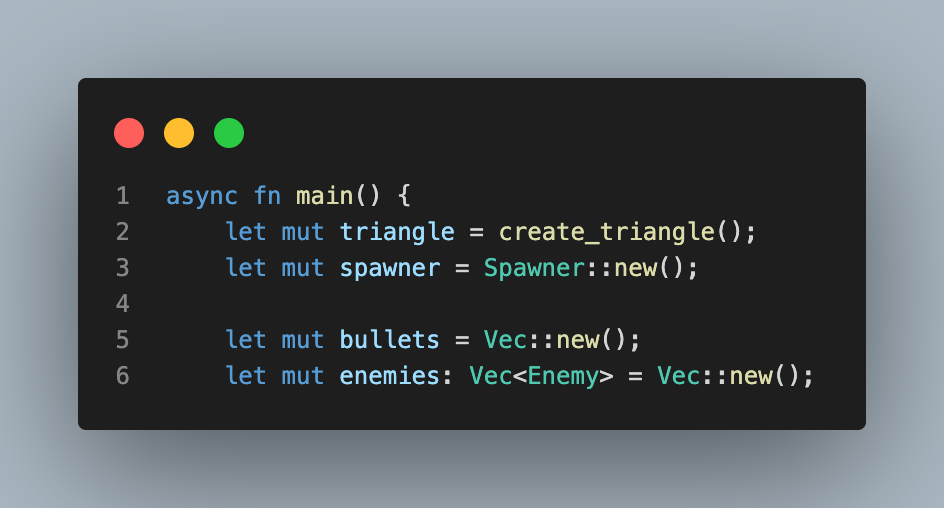 1 async fn main() {
2     let mut triangle = create_triangle();
3     let mut spawner = Spawner::new();
4
5     let mut bullets = Vec::new();
6     let mut enemies: Vec<Enemy> = Vec::new();